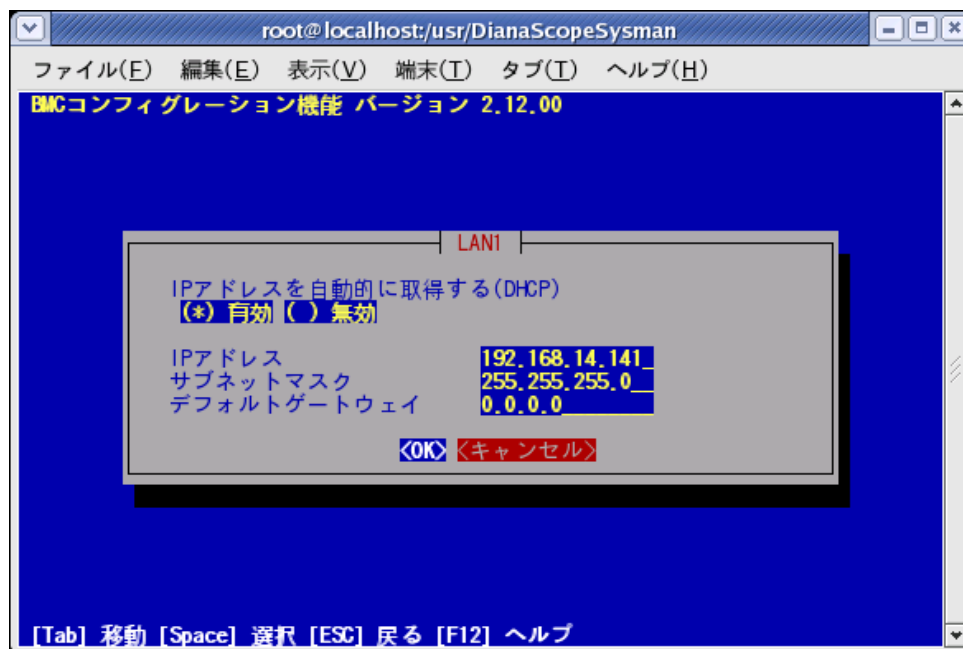 root@localhost:/usr/DianaScopeSysman
ファイル(F) 編集(E) 表示(V) 端末(T) タブ(T) ヘルプ(H)
BMCコンフィグレーション機能 バージョン 2.12.00
LAN1
IPアドレスを自動的に取得する(DHCP)
(*) 有効 ( ) 無効
IPアドレス 192.168.14.141_
サブネットマスク 255.255.255.0__
デフォルトゲートウェイ 0.0.0.0________
<OK> <キャンセル>
[Tab] 移動 [Space] 選択 [ESC] 戻る [F12] ヘルプ